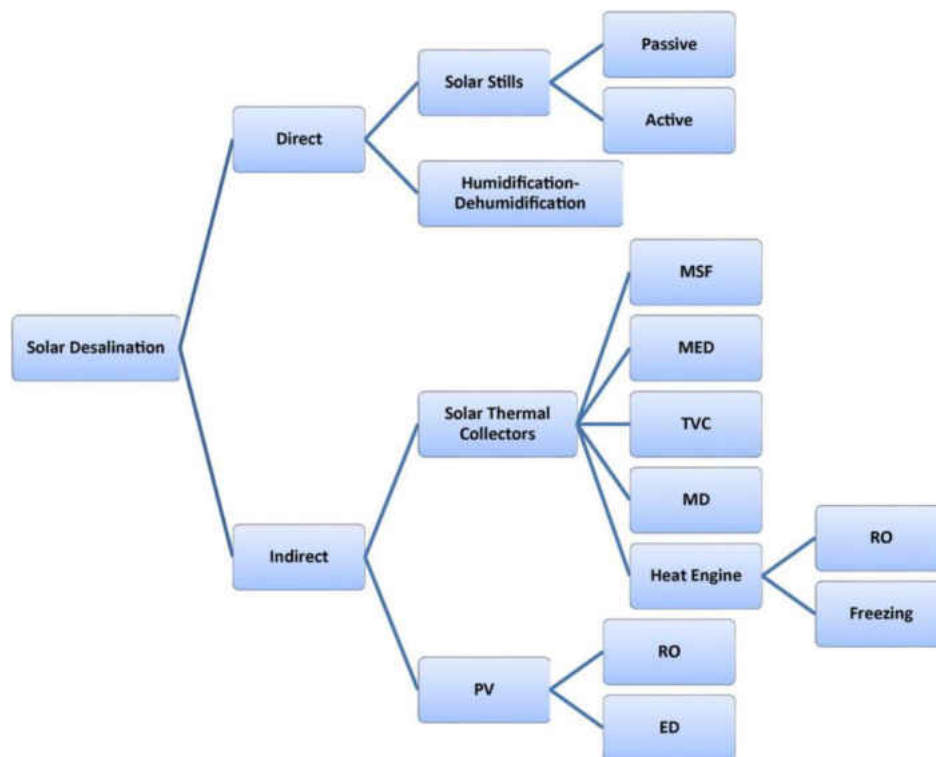 Passive
Solar Stills
Active
Direct
Humidification-
Dehumidification
MSF
Solar Desalination
MED
Solar Thermal
Collectors
TVC
MD
RO
Indirect
Heat Engine
Freezing
RO
PV
ED